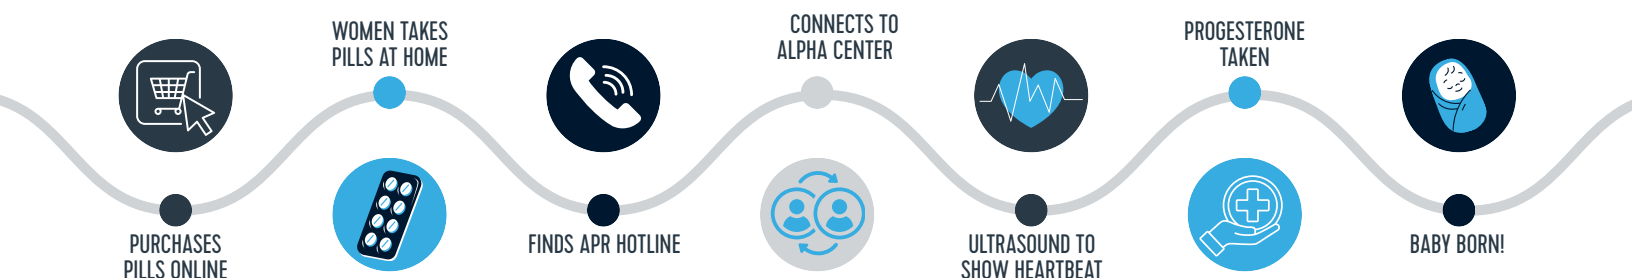 PURCHASES
PILLS ONLINE
WOMEN TAKES
PILLS AT HOME
FINDS APR HOTLINE
CONNECTS TO
ALPHA CENTER
ULTRASOUND TO
SHOW HEARTBEAT
PROGESTERONE
TAKEN
BABY BORN!